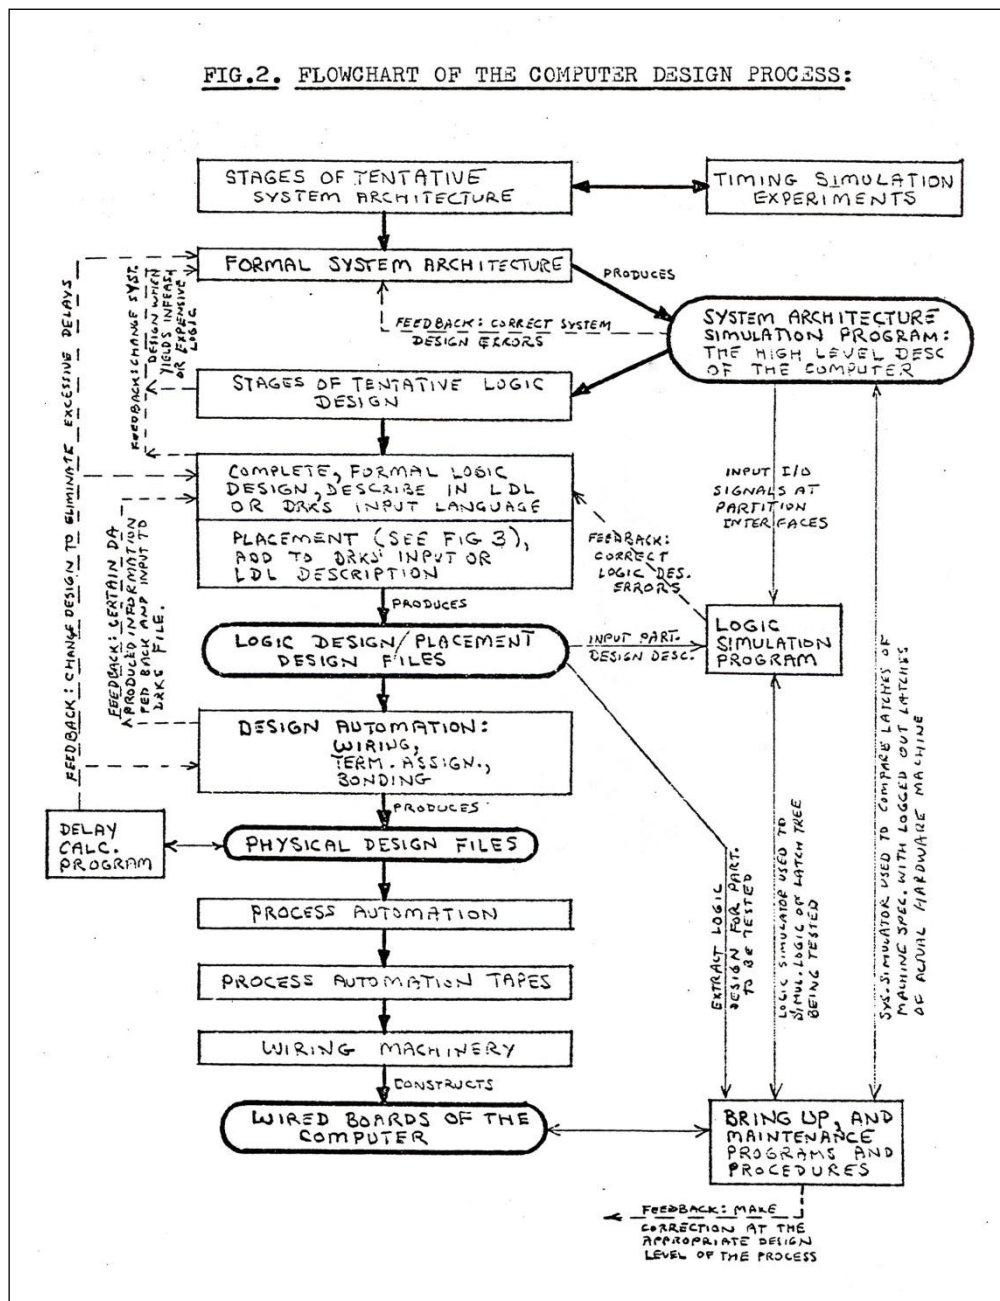 FIG.2. FLOWCHART OF THE COMPUTER DESIGN PROCESS:
STAGES OF TENTATIVE
SYSTEM ARCHITECTURE
TIMING SIMULATION
EXPERIMENTS
FORMAL SYSTEM ARCHITECTURE
PRODUCES
FEEDBACK: CORRECT SYSTEM
DESIGN ERRORS
SYSTEM ARCHITECTURE
SIMULATION PROGRAM:
THE HIGH LEVEL DESC
OF THE COMPUTER
FEEDBACK: CHANGE SYST.
DESIGN WHEN
YIELDS INFEAS,
OR EXPENSIVE
LOGIC
STAGES OF TENTATIVE LOGIC
DESIGN
FEEDBACK: CHANGE DESIGN TO ELIMINATE EXCESSIVE DELAYS
COMPLETE, FORMAL LOGIC
DESIGN, DESCRIBE IN LDL
OR DRKS INPUT LANGUAGE
PLACEMENT (SEE FIG 3),
ADD TO DRKS' INPUT OR
LDL DESCRIPTION
INPUT I/O
SIGNALS AT
PARTITION
INTERFACES
FEEDBACK:
CORRECT
LOGIC DES.
ERRORS
PRODUCES
LOGIC DESIGN/PLACEMENT
DESIGN FILES
INPUT PART.
DESIGN DESC.
LOGIC
SIMULATION
PROGRAM
FEEDBACK: CERTAIN DA
PRODUCED INFORMATION
FED BACK AND INPUT TO
DRKS FILE.
DESIGN AUTOMATION:
WIRING,
TERM. ASSIGN.,
BONDING
PRODUCES
DELAY
CALC.
PROGRAM
PHYSICAL DESIGN FILES
PROCESS AUTOMATION
PROCESS AUTOMATION TAPES
WIRING MACHINERY
CONSTRUCTS
WIRED BOARDS OF THE
COMPUTER
EXTRACT LOGIC
DESIGN FOR PART.
TO BE TESTED
LOGIC SIMULATOR USED TO
SIMUL. LOGIC OF LATCH TREE
BEING TESTED
SYS. SIMULATOR USED TO COMPARE LATCHES OF
MACHINE SPEC. WITH LOGGED OUT LATCHES
OF ACTUAL HARDWARE MACHINE
BRING UP, AND
MAINTENANCE
PROGRAMS AND
PROCEDURES
FEEDBACK: MAKE
CORRECTION AT THE
APPROPRIATE DESIGN
LEVEL OF THE PROCESS